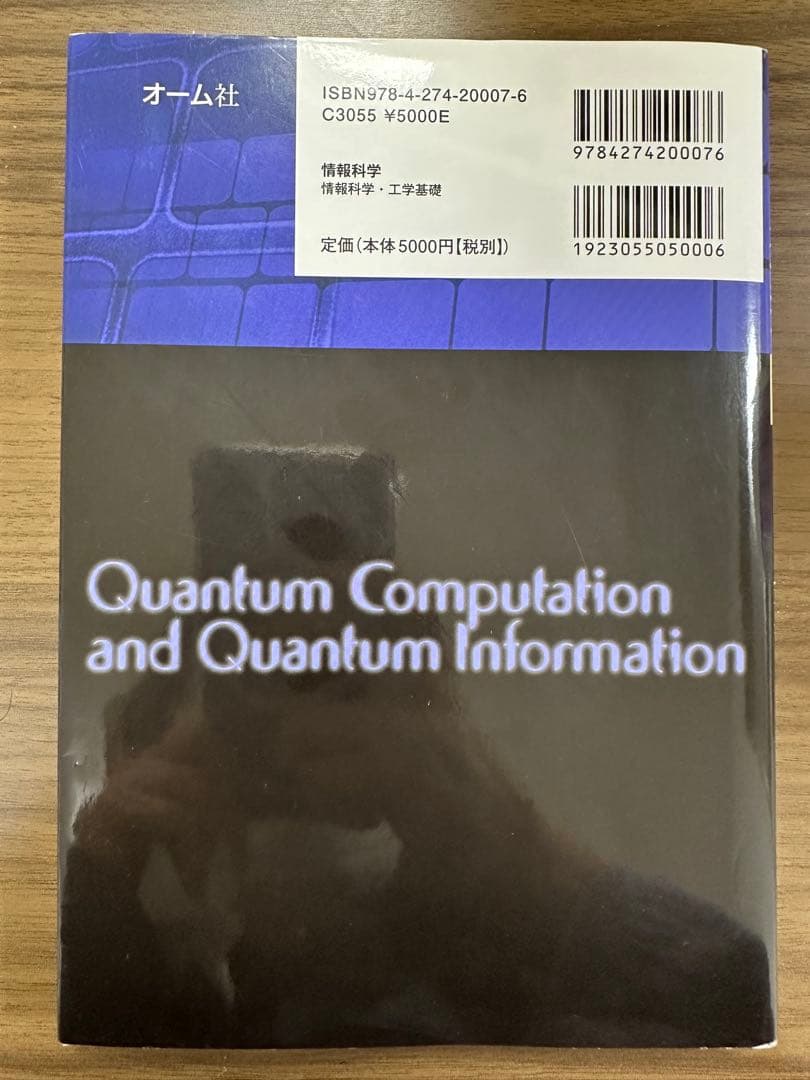 オーム社
ISBN978-4-274-20007-6
C3055 ¥5000E
情報科学
情報科学・工学基礎
定価(本体5000円【税別】)
9784274200076
1923055050006
Quantum Computation
and Quantum Information